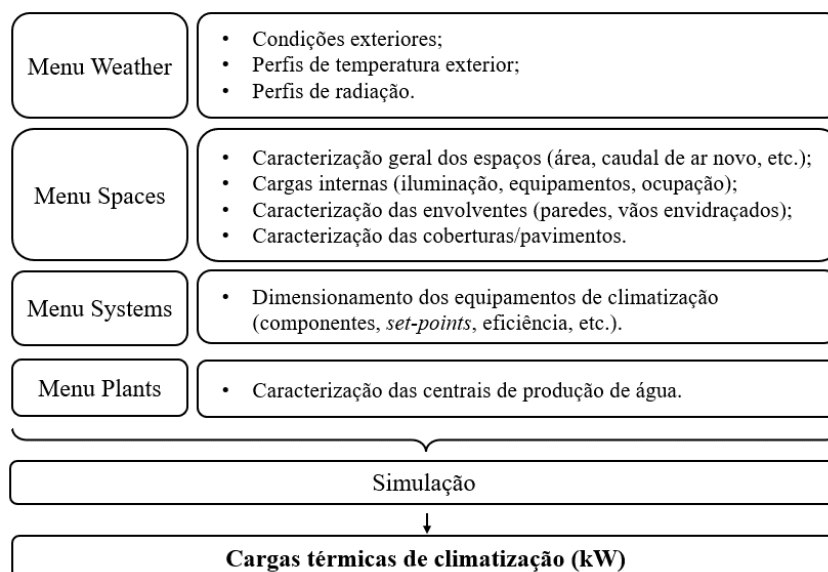 Menu Weather
• Condições exteriores;
• Perfis de temperatura exterior;
• Perfis de radiação.
Menu Spaces
• Caracterização geral dos espaços (área, caudal de ar novo, etc.);
• Cargas internas (iluminação, equipamentos, ocupação);
• Caracterização das envolventes (paredes, vãos envidraçados);
• Caracterização das coberturas/pavimentos.
Menu Systems
• Dimensionamento dos equipamentos de climatização
(componentes, set-points, eficiência, etc.).
Menu Plants
• Caracterização das centrais de produção de água.
Simulação
Cargas térmicas de climatização (kW)